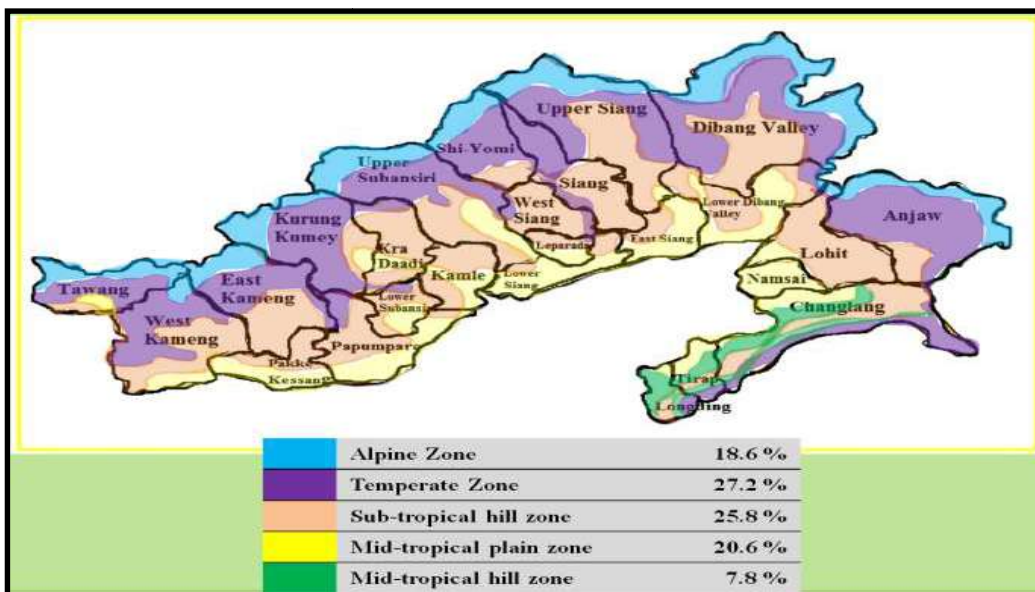 Upper Siang
Dibang Valley
Shi-Yomi
Upper
Subansiri
Siang
West
Siang
Lower Dibang
Valley
Anjaw
Kurung
Kumey
Kra
Daadi
Leparada
East Siang
Lohit
Kamle
Lower
Siang
Namsai
Tawang
East
Kameng
Lower
Subansi
Changlang
West
Kameng
Papumpare
Pakke
Kessang
Tirap
Longding
Alpine Zone 18.6 %
Temperate Zone 27.2 %
Sub-tropical hill zone 25.8 %
Mid-tropical plain zone 20.6 %
Mid-tropical hill zone 7.8 %